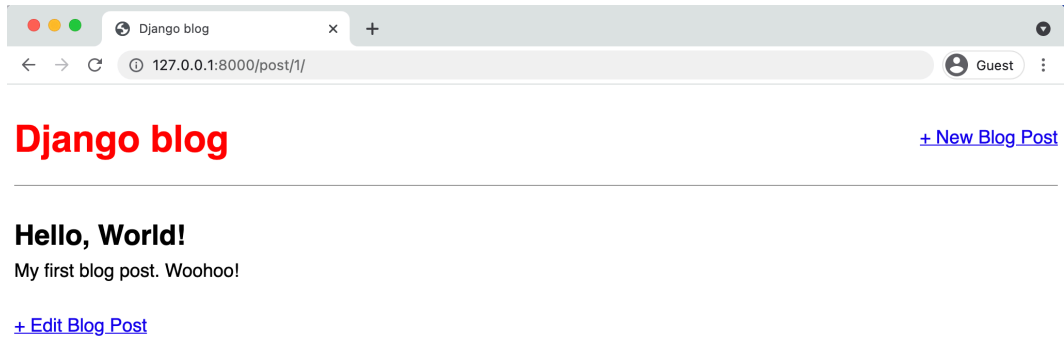 Django blog
127.0.0.1:8000/post/1/
Guest
Django blog
+ New Blog Post
Hello, World!
My first blog post. Woohoo!
+ Edit Blog Post